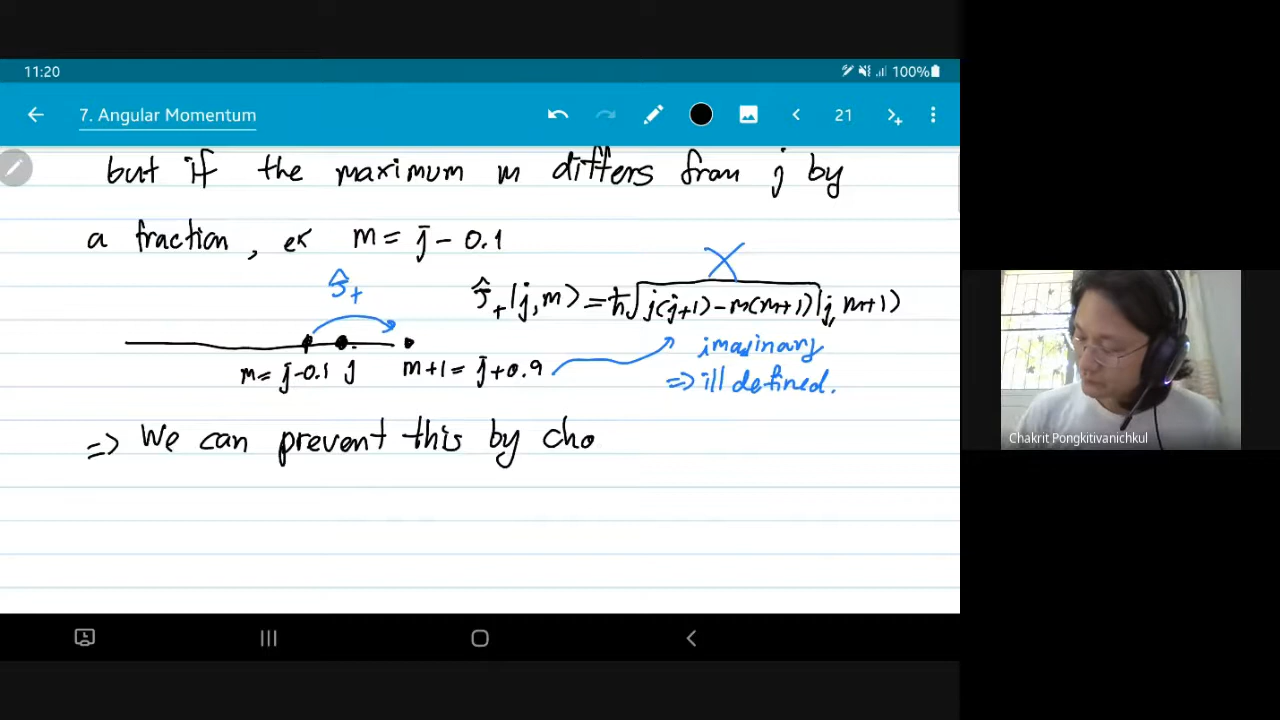 11:20
100%
7. Angular Momentum
21
but if the maximum m differs from j by
a fraction, ex m = j - 0.1
Ĵ+
Ĵ+|j, m⟩ = ħ√j(j+1) - m(m+1) |j, m+1⟩
m = j-0.1 j m+1 = j+0.9
imaginary
⇒ ill defined.
⇒ We can prevent this by cho
Chakrit Pongkitivanichkul